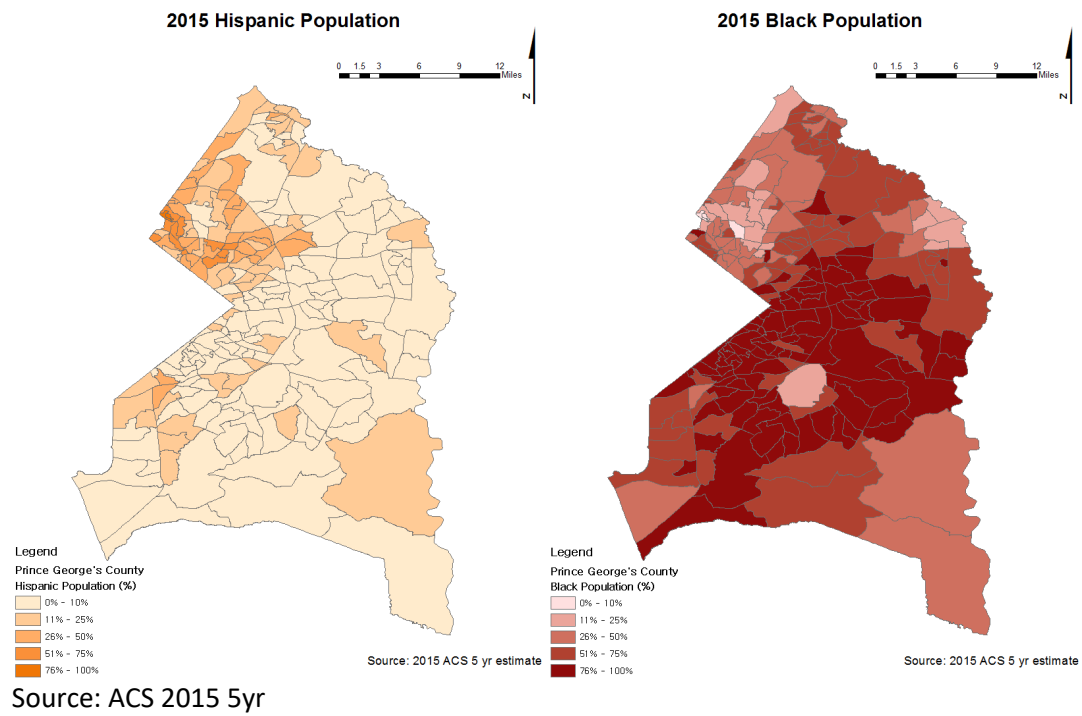 2015 Hispanic Population
0 1.5 3 6 9 12
Miles
N
Legend
Prince George's County
Hispanic Population (%)
0% - 10%
11% - 25%
26% - 50%
51% - 75%
76% - 100%
Source: 2015 ACS 5 yr estimate
2015 Black Population
0 1.5 3 6 9 12
Miles
N
Legend
Prince George's County
Black Population (%)
0% - 10%
11% - 25%
26% - 50%
51% - 75%
76% - 100%
Source: 2015 ACS 5 yr estimate
Source: ACS 2015 5yr